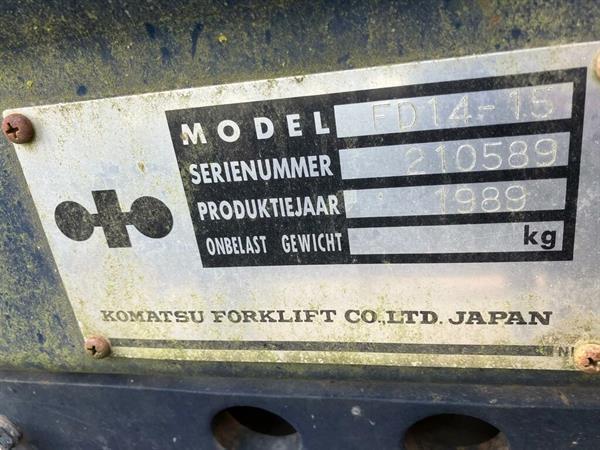 MODEL FD14-15
SERIENUMMER 210589
PRODUKTIEJAAR 1989
ONBELAST GEWICHT kg
KOMATSU FORKLIFT CO.,LTD. JAPAN